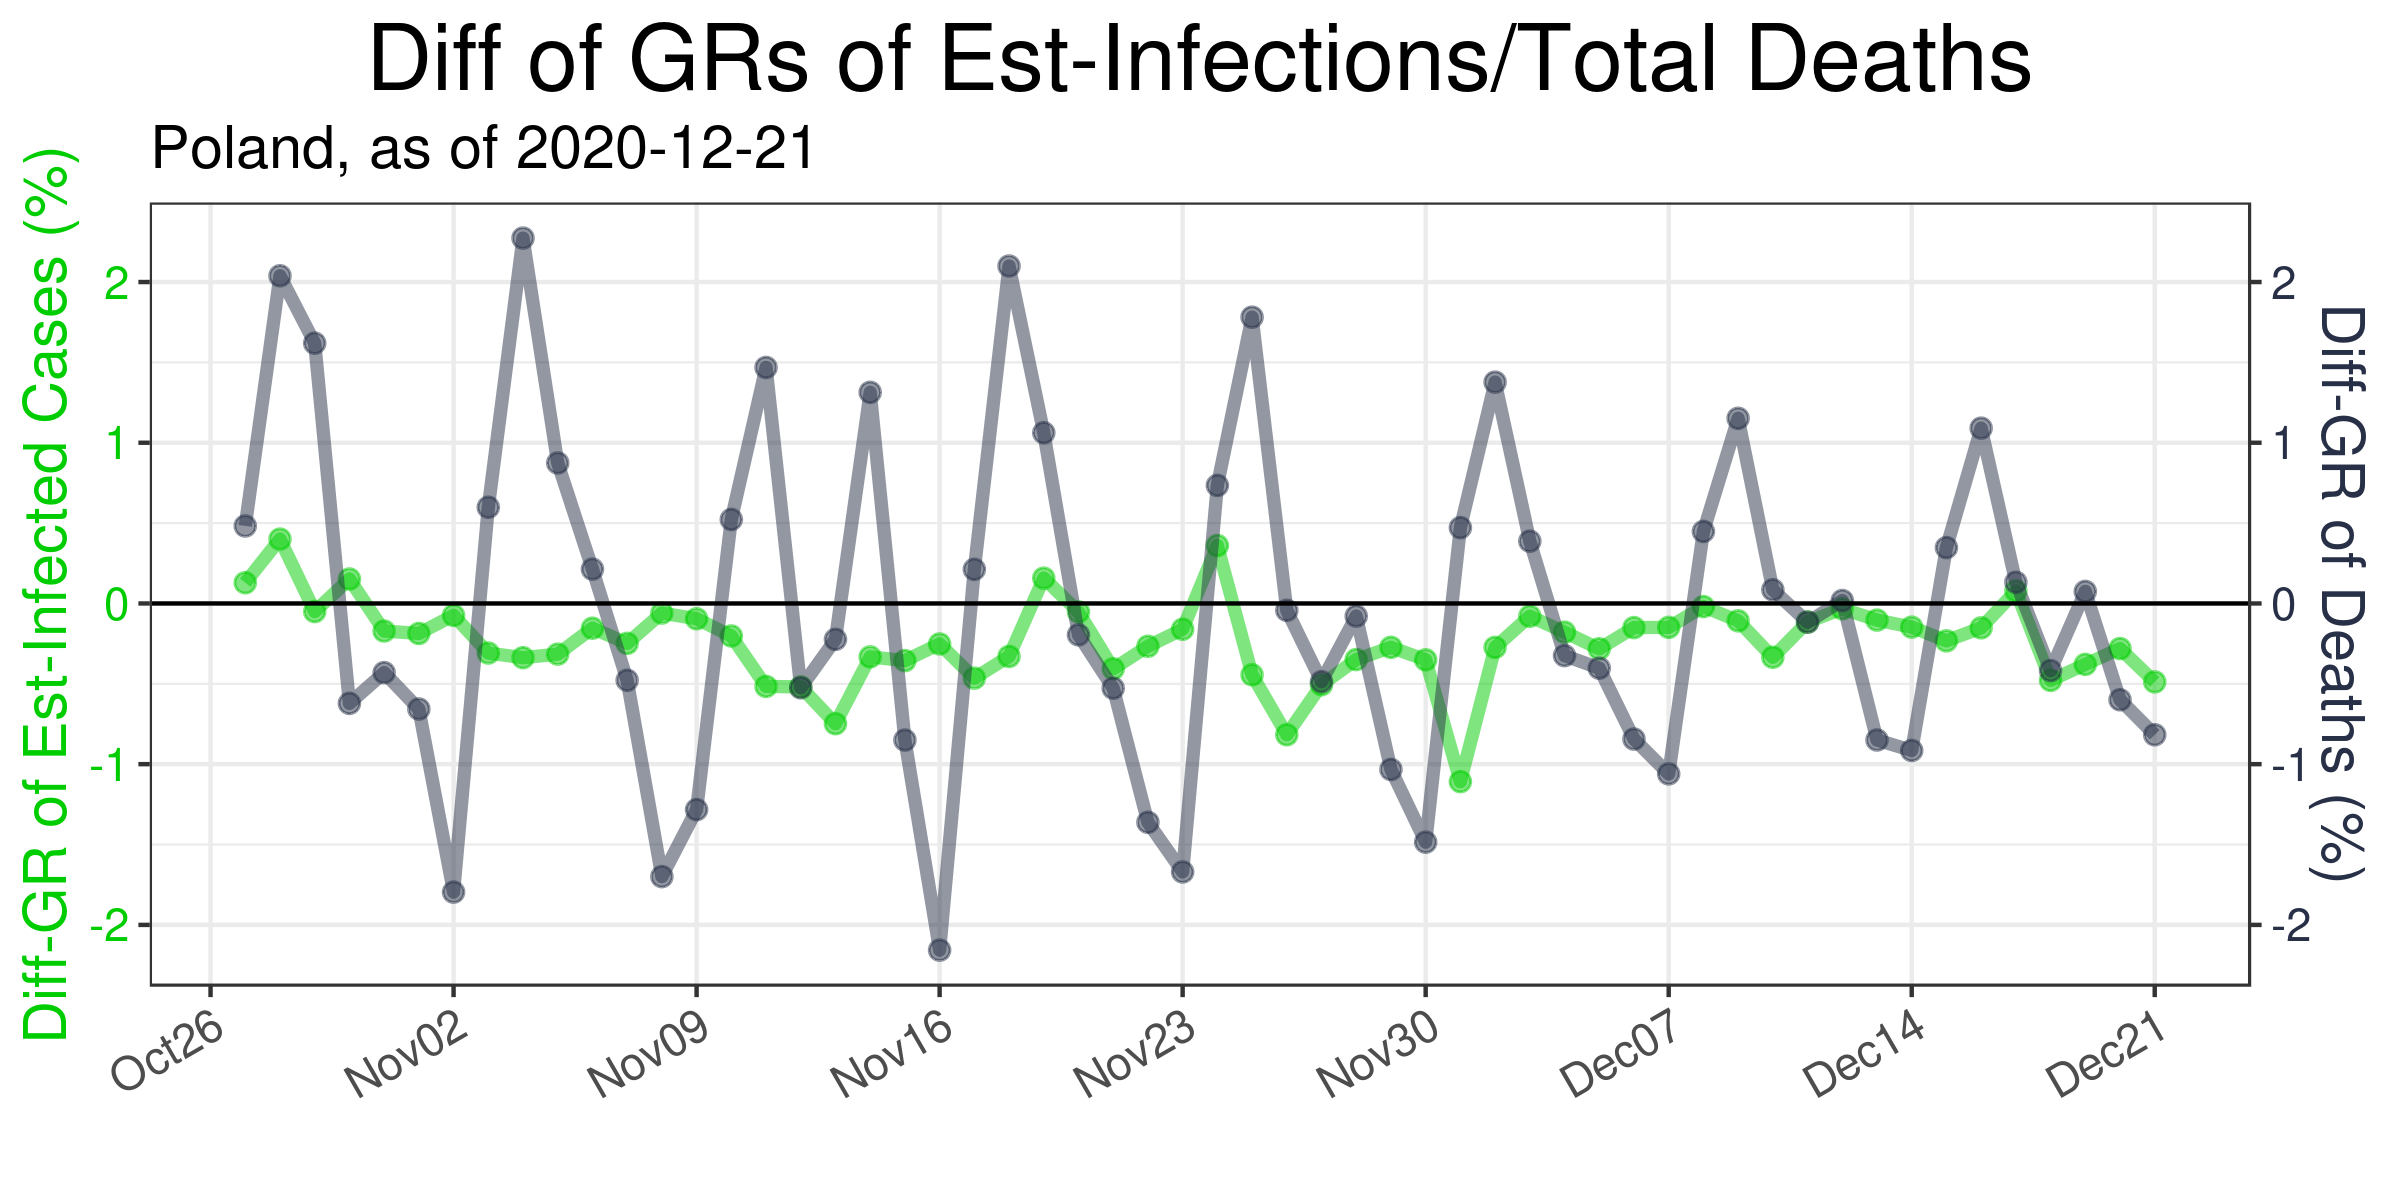 Diff of GRs of Est-Infections/Total Deaths
Poland, as of 2020-12-21
Diff-GR of Est-Infected Cases (%)
2
1
0
-1
-2
2
1
0
-1
-2
Diff-GR of Deaths (%)
Oct26
Nov02
Nov09
Nov16
Nov23
Nov30
Dec07
Dec14
Dec21